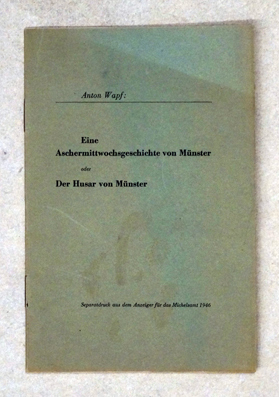 Anton Wapf:
Eine
Aschermittwochsgeschichte von Münster
oder
Der Husar von Münster
Separatdruck aus dem Anzeiger für das Michelsamt 1946